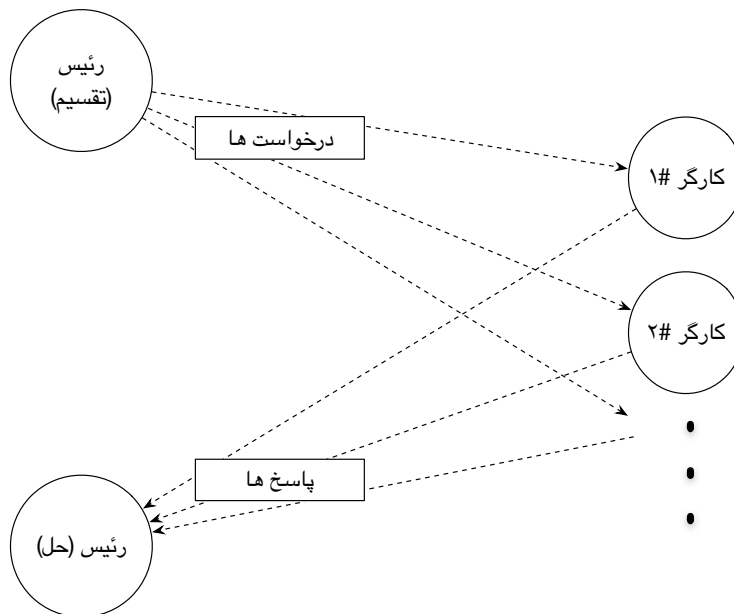 رئیس
(تقسیم)
درخواست ها
کارگر #۱
کارگر #۲
پاسخ ها
رئیس (حل)